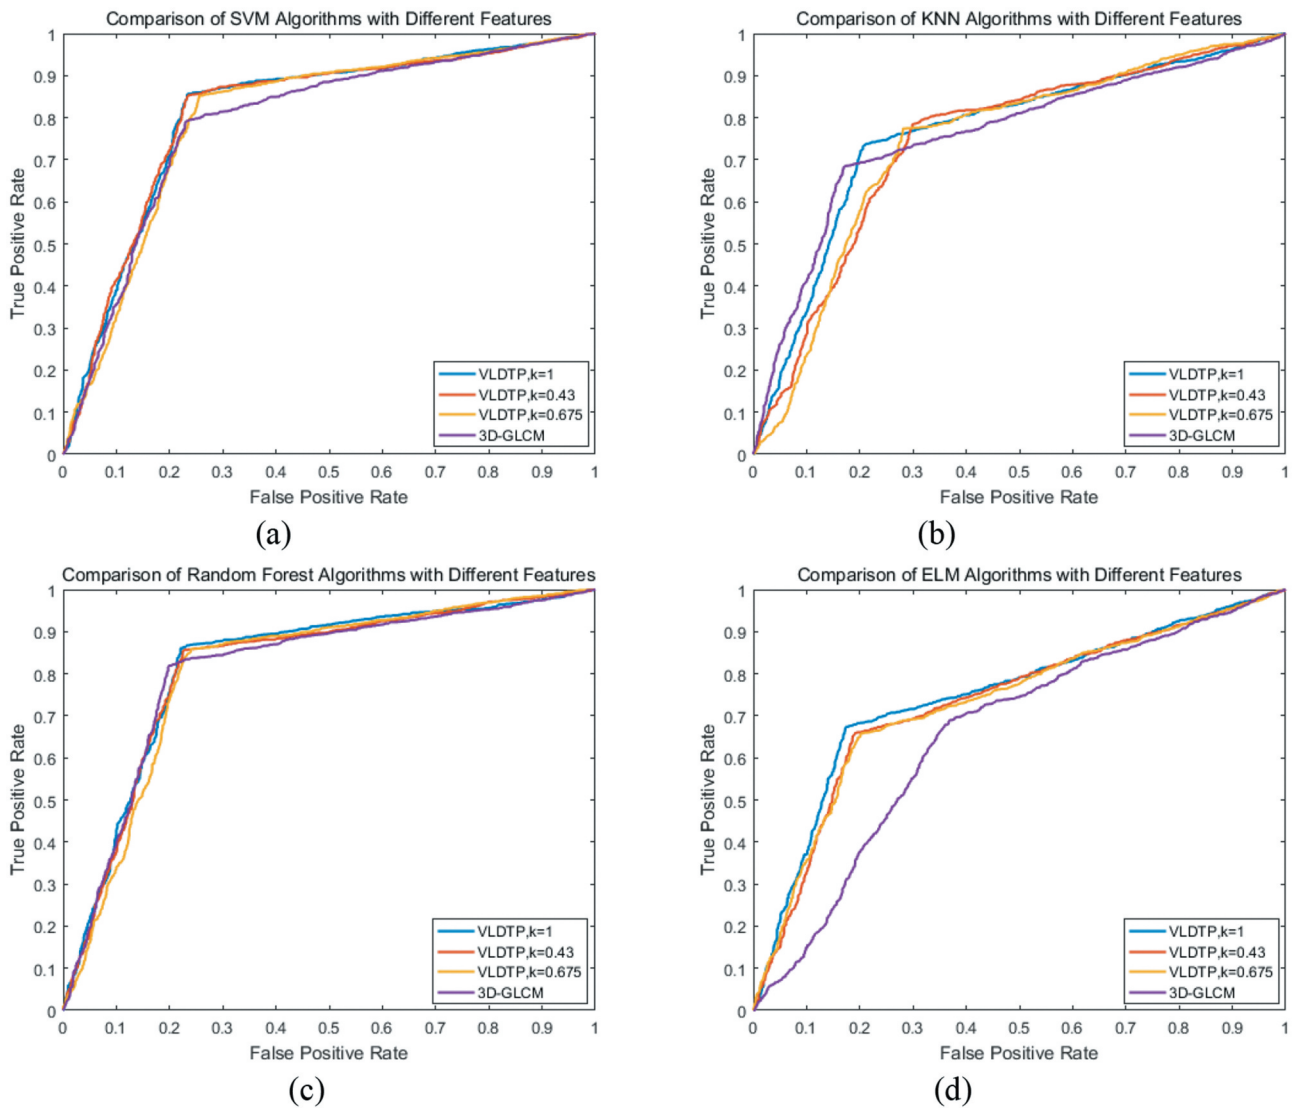 Comparison of SVM Algorithms with Different Features
True Positive Rate
1
0.9
0.8
0.7
0.6
0.5
0.4
0.3
0.2
0.1
0
0 0.1 0.2 0.3 0.4 0.5 0.6 0.7 0.8 0.9 1
False Positive Rate
VLDTP,k=1
VLDTP,k=0.43
VLDTP,k=0.675
3D-GLCM
(a)
Comparison of KNN Algorithms with Different Features
True Positive Rate
1
0.9
0.8
0.7
0.6
0.5
0.4
0.3
0.2
0.1
0
0 0.1 0.2 0.3 0.4 0.5 0.6 0.7 0.8 0.9 1
False Positive Rate
VLDTP,k=1
VLDTP,k=0.43
VLDTP,k=0.675
3D-GLCM
(b)
Comparison of Random Forest Algorithms with Different Features
True Positive Rate
1
0.9
0.8
0.7
0.6
0.5
0.4
0.3
0.2
0.1
0
0 0.1 0.2 0.3 0.4 0.5 0.6 0.7 0.8 0.9 1
False Positive Rate
VLDTP,k=1
VLDTP,k=0.43
VLDTP,k=0.675
3D-GLCM
(c)
Comparison of ELM Algorithms with Different Features
True Positive Rate
1
0.9
0.8
0.7
0.6
0.5
0.4
0.3
0.2
0.1
0
0 0.1 0.2 0.3 0.4 0.5 0.6 0.7 0.8 0.9 1
False Positive Rate
VLDTP,k=1
VLDTP,k=0.43
VLDTP,k=0.675
3D-GLCM
(d)